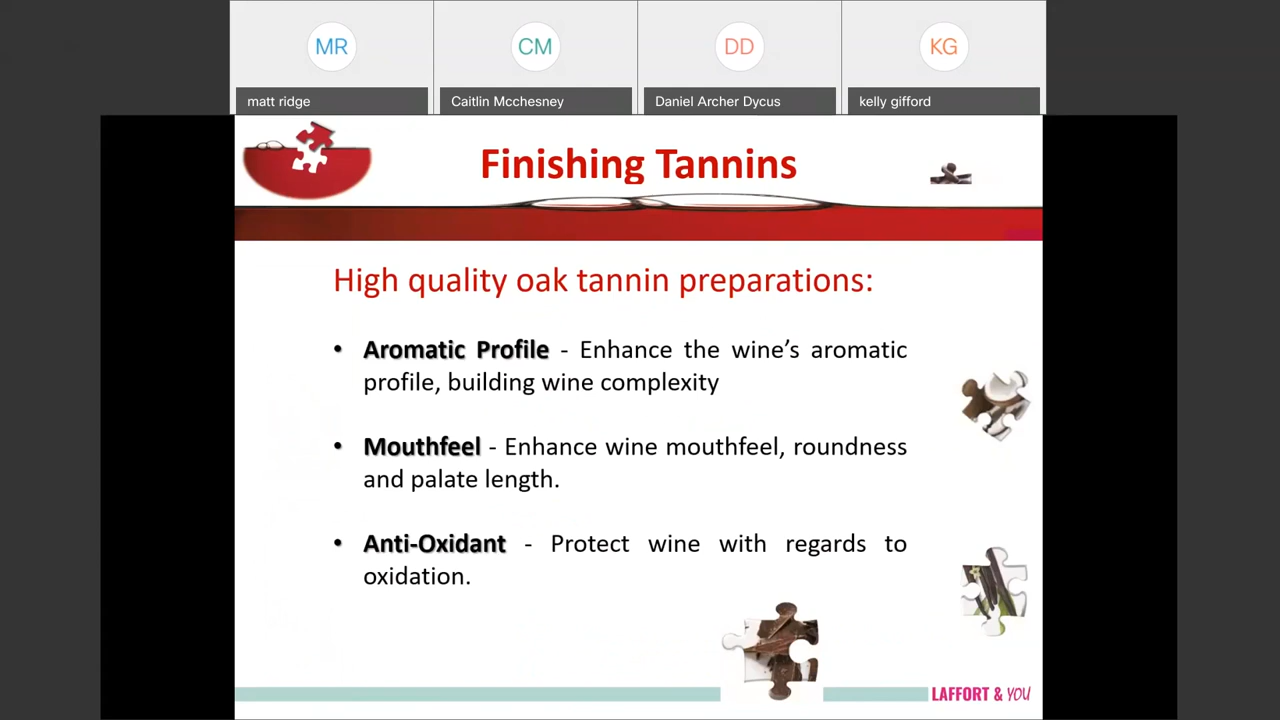 MR
CM
DD
KG
matt ridge
Caitlin Mcchesney
Daniel Archer Dycus
kelly gifford
Finishing Tannins
High quality oak tannin preparations:
• Aromatic Profile - Enhance the wine’s aromatic
profile, building wine complexity
• Mouthfeel - Enhance wine mouthfeel, roundness
and palate length.
• Anti-Oxidant - Protect wine with regards to
oxidation.
LAFFORT & YOU